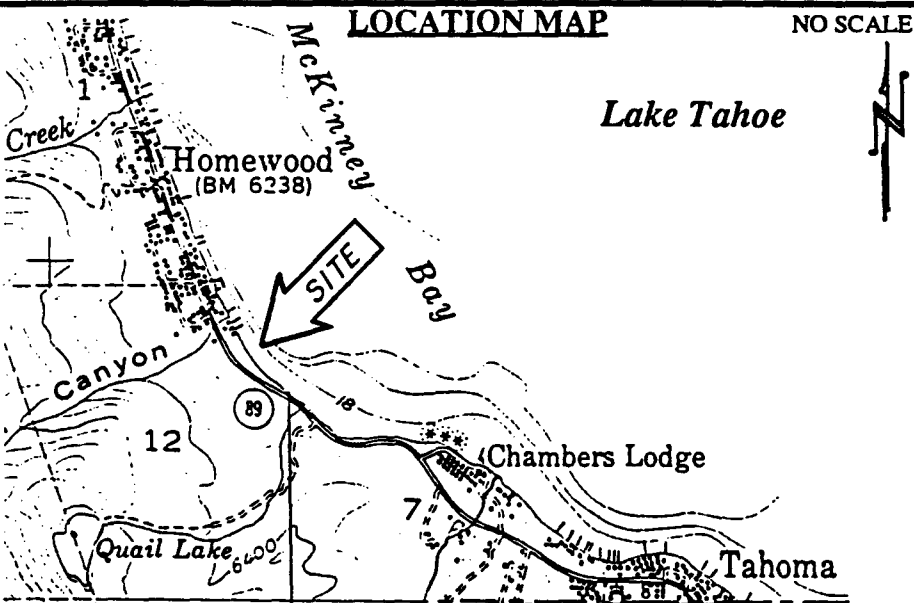 LOCATION MAP
NO SCALE
McKinney
Bay
Lake Tahoe
1
Creek
Homewood
(BM 6238)
SITE
Canyon
89
18
12
Chambers Lodge
7
Quail Lake
6400
Tahoma
8